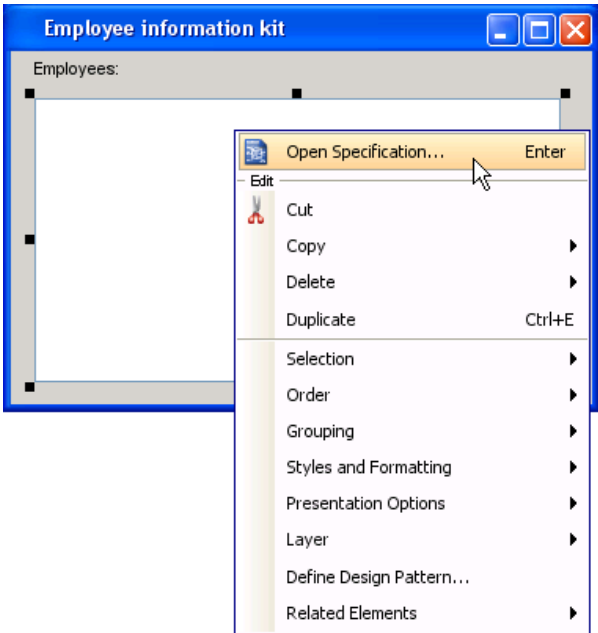 Employee information kit
Employees:
Open Specification... Enter
Edit
Cut
Copy
Delete
Duplicate Ctrl+E
Selection
Order
Grouping
Styles and Formatting
Presentation Options
Layer
Define Design Pattern...
Related Elements